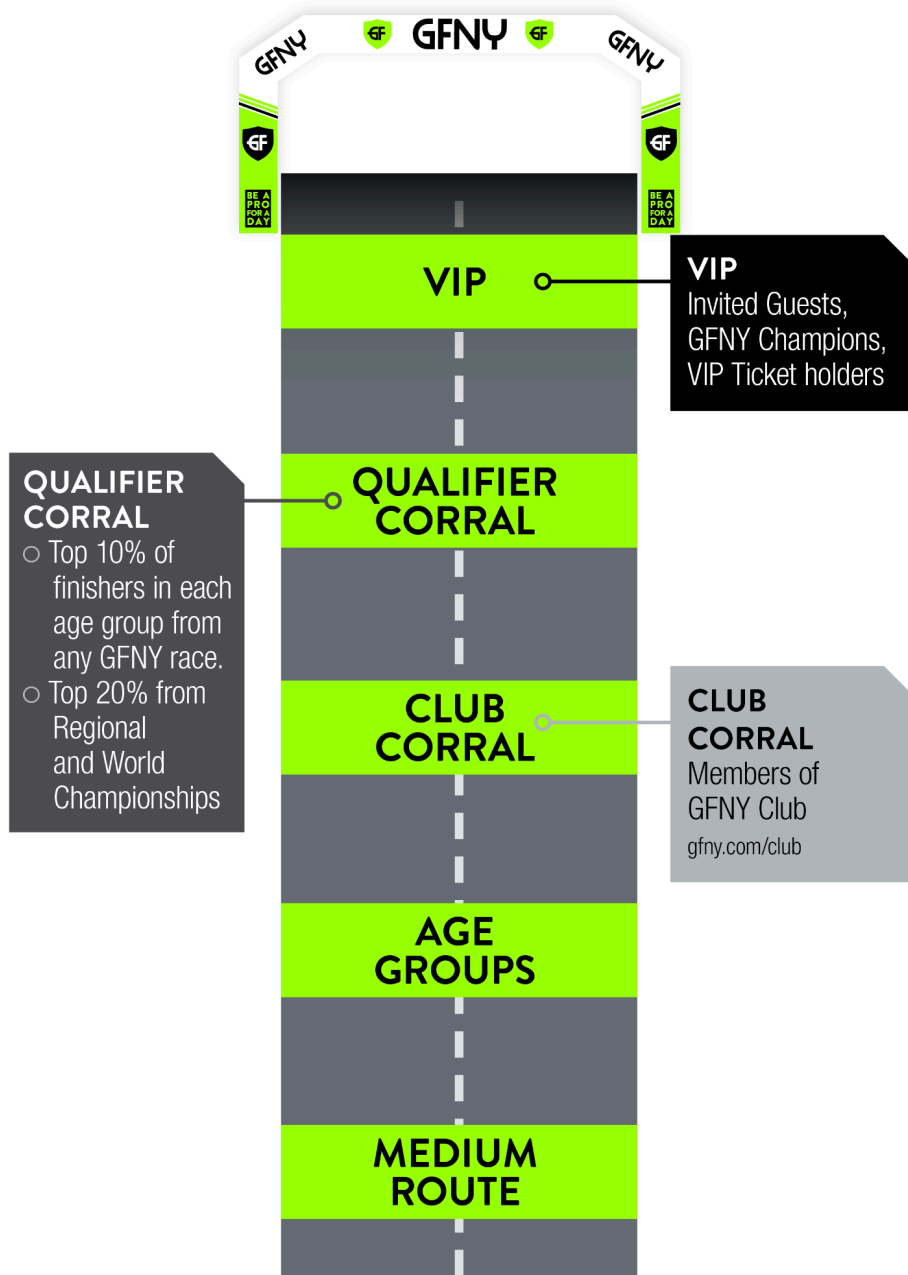 GFNY
GF
GFNY
GF
GFNY
GF
BE A
PRO
FOR A
DAY
GF
BE A
PRO
FOR A
DAY
VIP
VIP
Invited Guests,
GFNY Champions,
VIP Ticket holders
QUALIFIER
CORRAL
QUALIFIER
CORRAL
○ Top 10% of
finishers in each
age group from
any GFNY race.
○ Top 20% from
Regional
and World
Championships
CLUB
CORRAL
CLUB
CORRAL
Members of
GFNY Club
gfny.com/club
AGE
GROUPS
MEDIUM
ROUTE